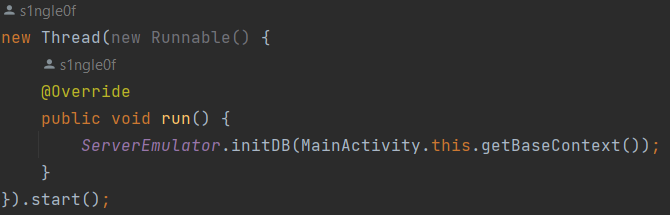 s1ngle0f
new Thread(new Runnable() {
s1ngle0f
@Override
public void run() {
ServerEmulator.initDB(MainActivity.this.getBaseContext());
}
}).start();